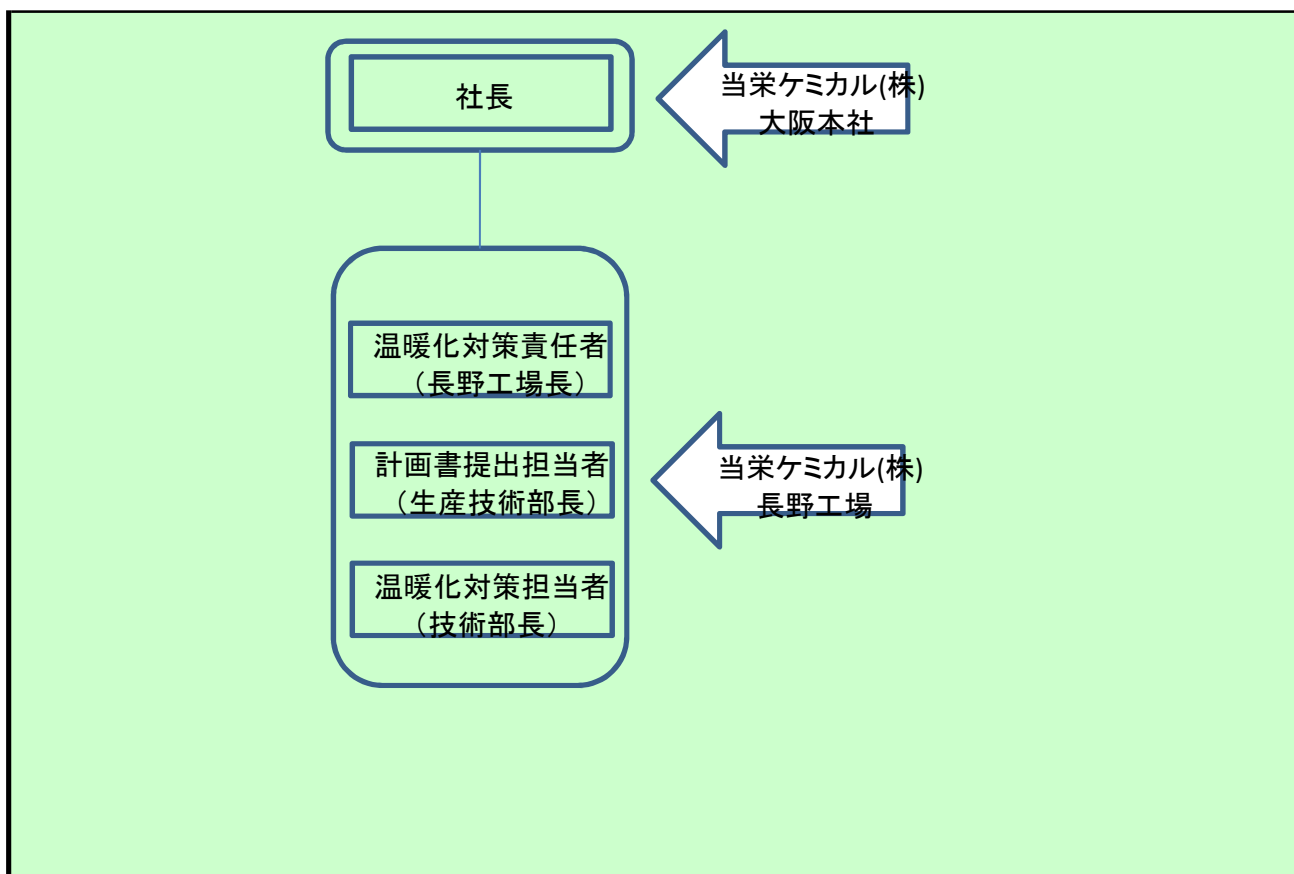 社長
当栄ケミカル(株)
大阪本社
温暖化対策責任者
（長野工場長）
計画書提出担当者
（生産技術部長）
当栄ケミカル(株)
長野工場
温暖化対策担当者
（技術部長）